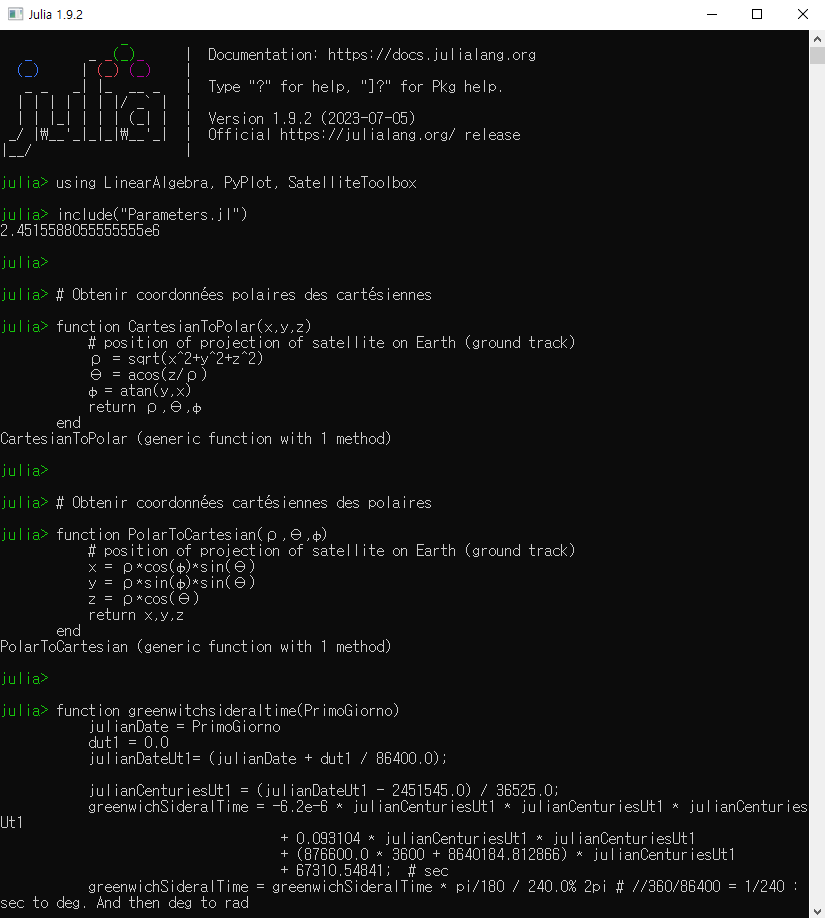 Julia 1.9.2
Documentation: https://docs.julialang.org
Type "?" for help, "]?" for Pkg help.
Version 1.9.2 (2023-07-05)
Official https://julialang.org/ release
julia> using LinearAlgebra, PyPlot, SatelliteToolbox
julia> include("Parameters.jl")
2.4515588055555555e6
julia>
julia> # Obtenir coordonnées polaires des cartésiennes
julia> function CartesianToPolar(x,y,z)
# position of projection of satellite on Earth (ground track)
ρ = sqrt(x^2+y^2+z^2)
θ = acos(z/ρ)
ϕ = atan(y,x)
return ρ,θ,ϕ
end
CartesianToPolar (generic function with 1 method)
julia>
julia> # Obtenir coordonnées cartésiennes des polaires
julia> function PolarToCartesian(ρ,θ,ϕ)
# position of projection of satellite on Earth (ground track)
x = ρ*cos(ϕ)*sin(θ)
y = ρ*sin(ϕ)*sin(θ)
z = ρ*cos(θ)
return x,y,z
end
PolarToCartesian (generic function with 1 method)
julia>
julia> function greenwitchsideraltime(PrimoGiorno)
julianDate = PrimoGiorno
dut1 = 0.0
julianDateUt1= (julianDate + dut1 / 86400.0);
julianCenturiesUt1 = (julianDateUt1 - 2451545.0) / 36525.0;
greenwichSideralTime = -6.2e-6 * julianCenturiesUt1 * julianCenturiesUt1 * julianCenturies
Ut1
+ 0.093104 * julianCenturiesUt1 * julianCenturiesUt1
+ (876600.0 * 3600 + 8640184.812866) * julianCenturiesUt1
+ 67310.54841;  # sec
greenwichSideralTime = greenwichSideralTime * pi/180 / 240.0% 2pi # //360/86400 = 1/240 :
sec to deg. And then deg to rad